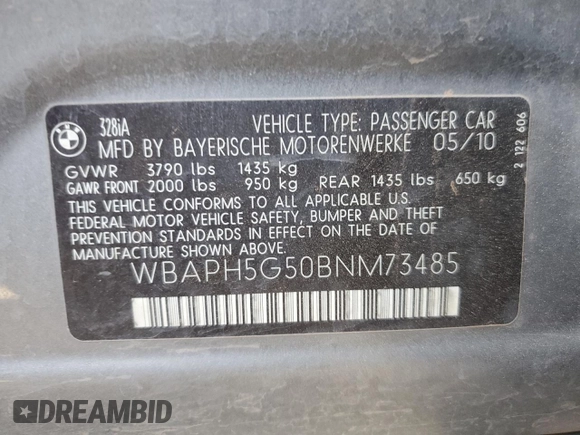 BMW
328iA
VEHICLE TYPE: PASSENGER CAR
MFD BY BAYERISCHE MOTORENWERKE 05/10
GVWR 3790 lbs 1435 kg
GAWR FRONT 2000 lbs 950 kg REAR 1435 lbs 650 kg
THIS VEHICLE CONFORMS TO ALL APPLICABLE U.S.
FEDERAL MOTOR VEHICLE SAFETY, BUMPER AND THEFT
PREVENTION STANDARDS IN EFFECT ON THE DATE OF
MANUFACTURE SHOWN ABOVE.
WBAPH5G50BNM73485
2 122 606
DREAMBID